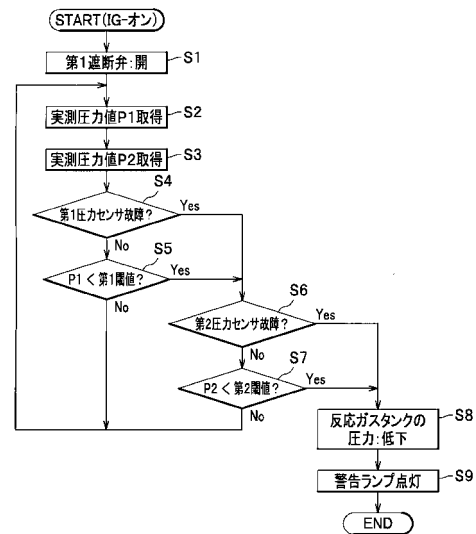 START(IG-オン)
第1遮断弁:開
S1
実測圧力値P1取得
S2
実測圧力値P2取得
S3
S4
第1圧力センサ故障?
Yes
No
S5
P1 < 第1閾値?
Yes
No
S6
第2圧力センサ故障?
Yes
No
S7
P2 < 第2閾値?
Yes
No
反応ガスタンクの
圧力:低下
S8
警告ランプ点灯
S9
END